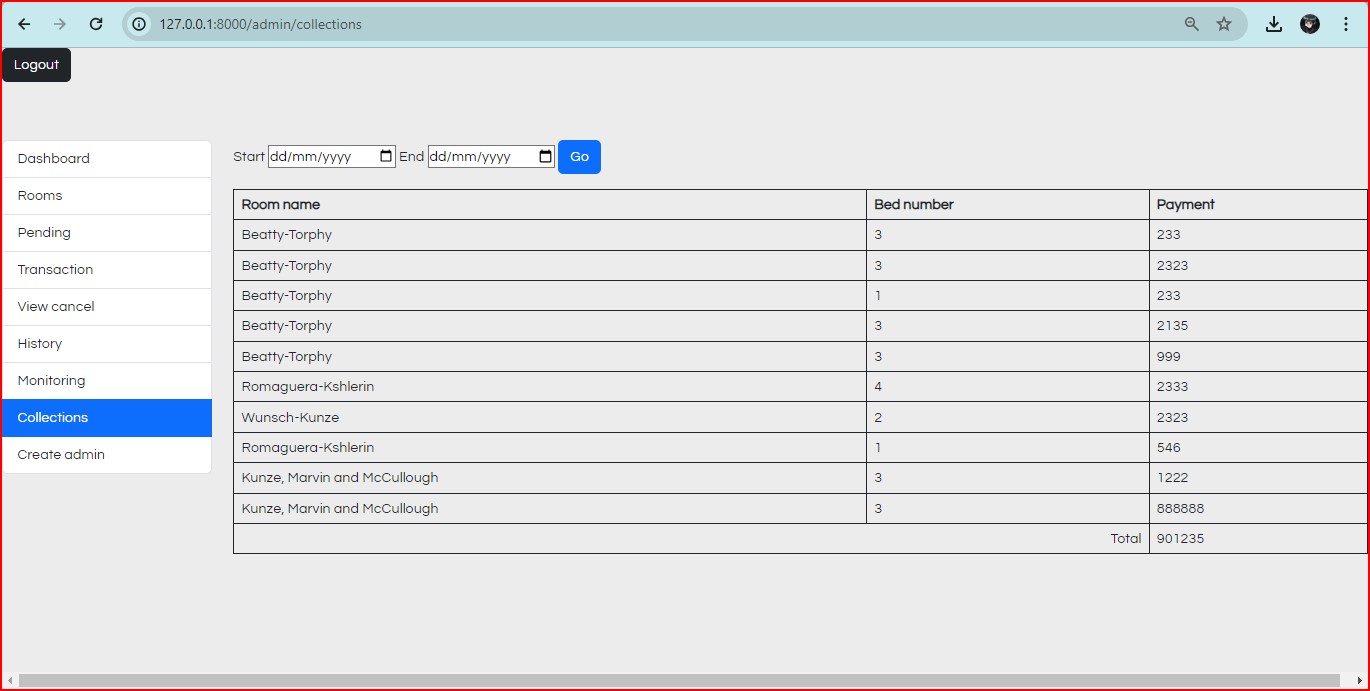 127.0.0.1:8000/admin/collections
Logout
Dashboard
Rooms
Pending
Transaction
View cancel
History
Monitoring
Collections
Create admin
Start dd/mm/yyyy End dd/mm/yyyy Go
Room name Bed number Payment
Beatty-Torphy 3 233
Beatty-Torphy 3 2323
Beatty-Torphy 1 233
Beatty-Torphy 3 2135
Beatty-Torphy 3 999
Romaguera-Kshlerin 4 2333
Wunsch-Kunze 2 2323
Romaguera-Kshlerin 1 546
Kunze, Marvin and McCullough 3 1222
Kunze, Marvin and McCullough 3 888888
Total 901235